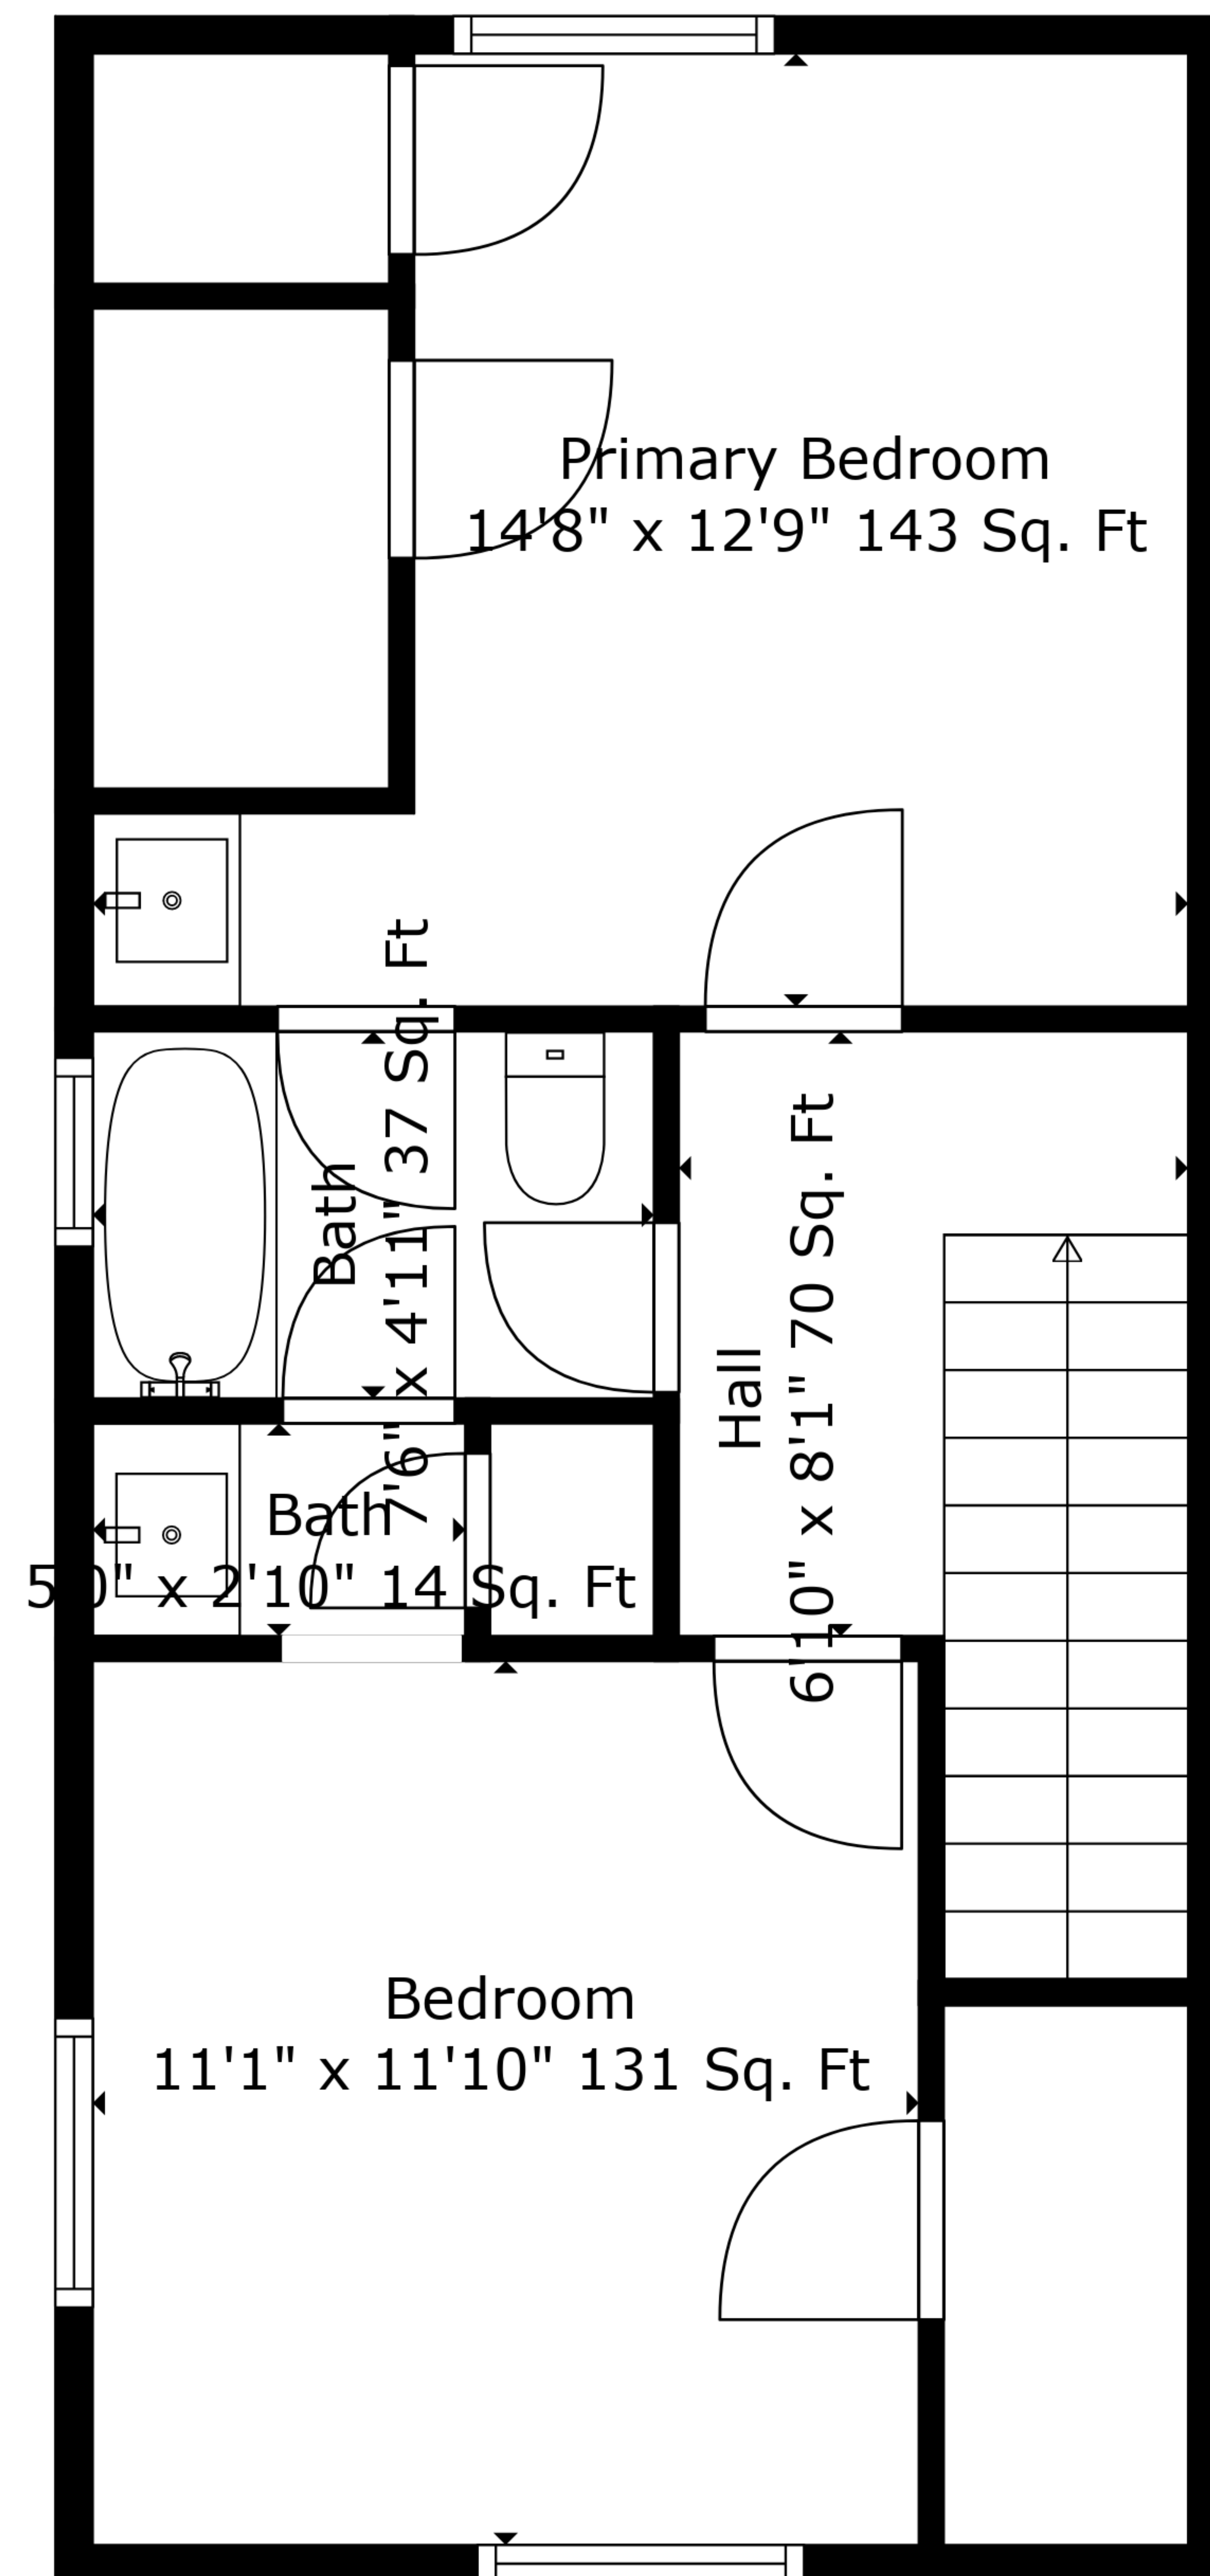 Primary Bedroom
14'8" x 12'9" 143 Sq. Ft
Bath
7'6" x 4'11" 37 Sq. Ft
Hall
6'10" x 8'1" 70 Sq. Ft
Bath
5'0" x 2'10" 14 Sq. Ft
Bedroom
11'1" x 11'10" 131 Sq. Ft